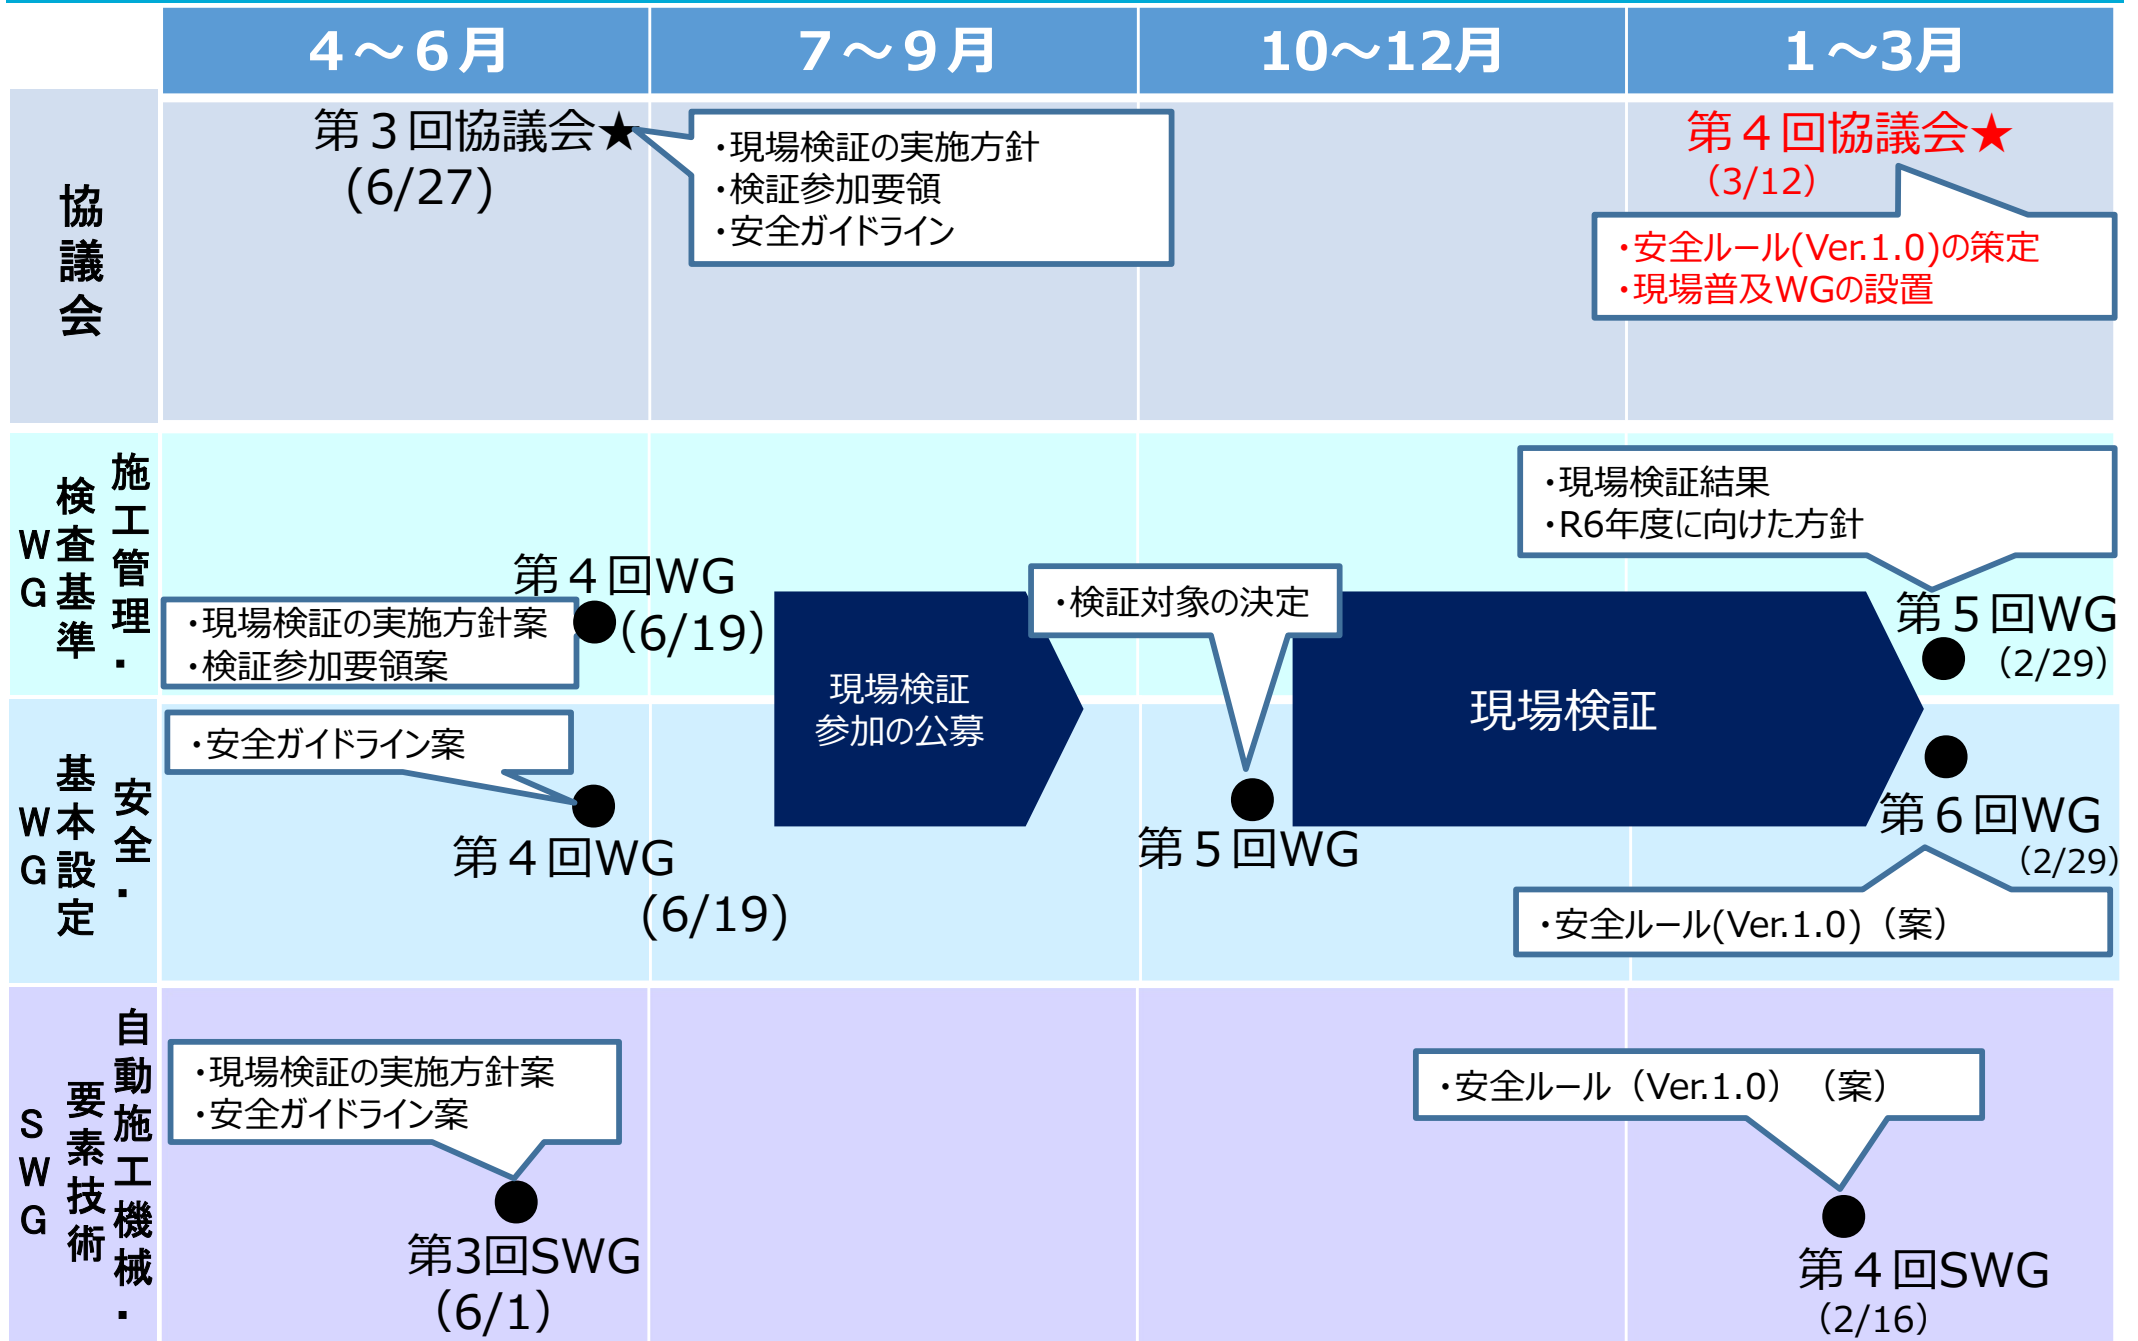 ４～６月
７～９月
10～12月
１～3月
協議会
第３回協議会★
(6/27)
・現場検証の実施方針
・検証参加要領
・安全ガイドライン
第４回協議会★
（3/12）
・安全ルール(Ver.1.0)の策定
・現場普及WGの設置
施工管理・
検査基準
WG
第４回WG
（6/19）
・現場検証の実施方針案
・検証参加要領案
・検証対象の決定
・現場検証結果
・R6年度に向けた方針
第５回WG
（2/29）
現場検証
参加の公募
現場検証
安全・
基本設定
WG
・安全ガイドライン案
第４回WG
(6/19)
第５回WG
第６回WG
（2/29）
・安全ルール(Ver.1.0)（案）
自動施工機械・
要素技術
SWG
・現場検証の実施方針案
・安全ガイドライン案
第3回SWG
（6/1）
・安全ルール（Ver.1.0）（案）
第４回SWG
（2/16）